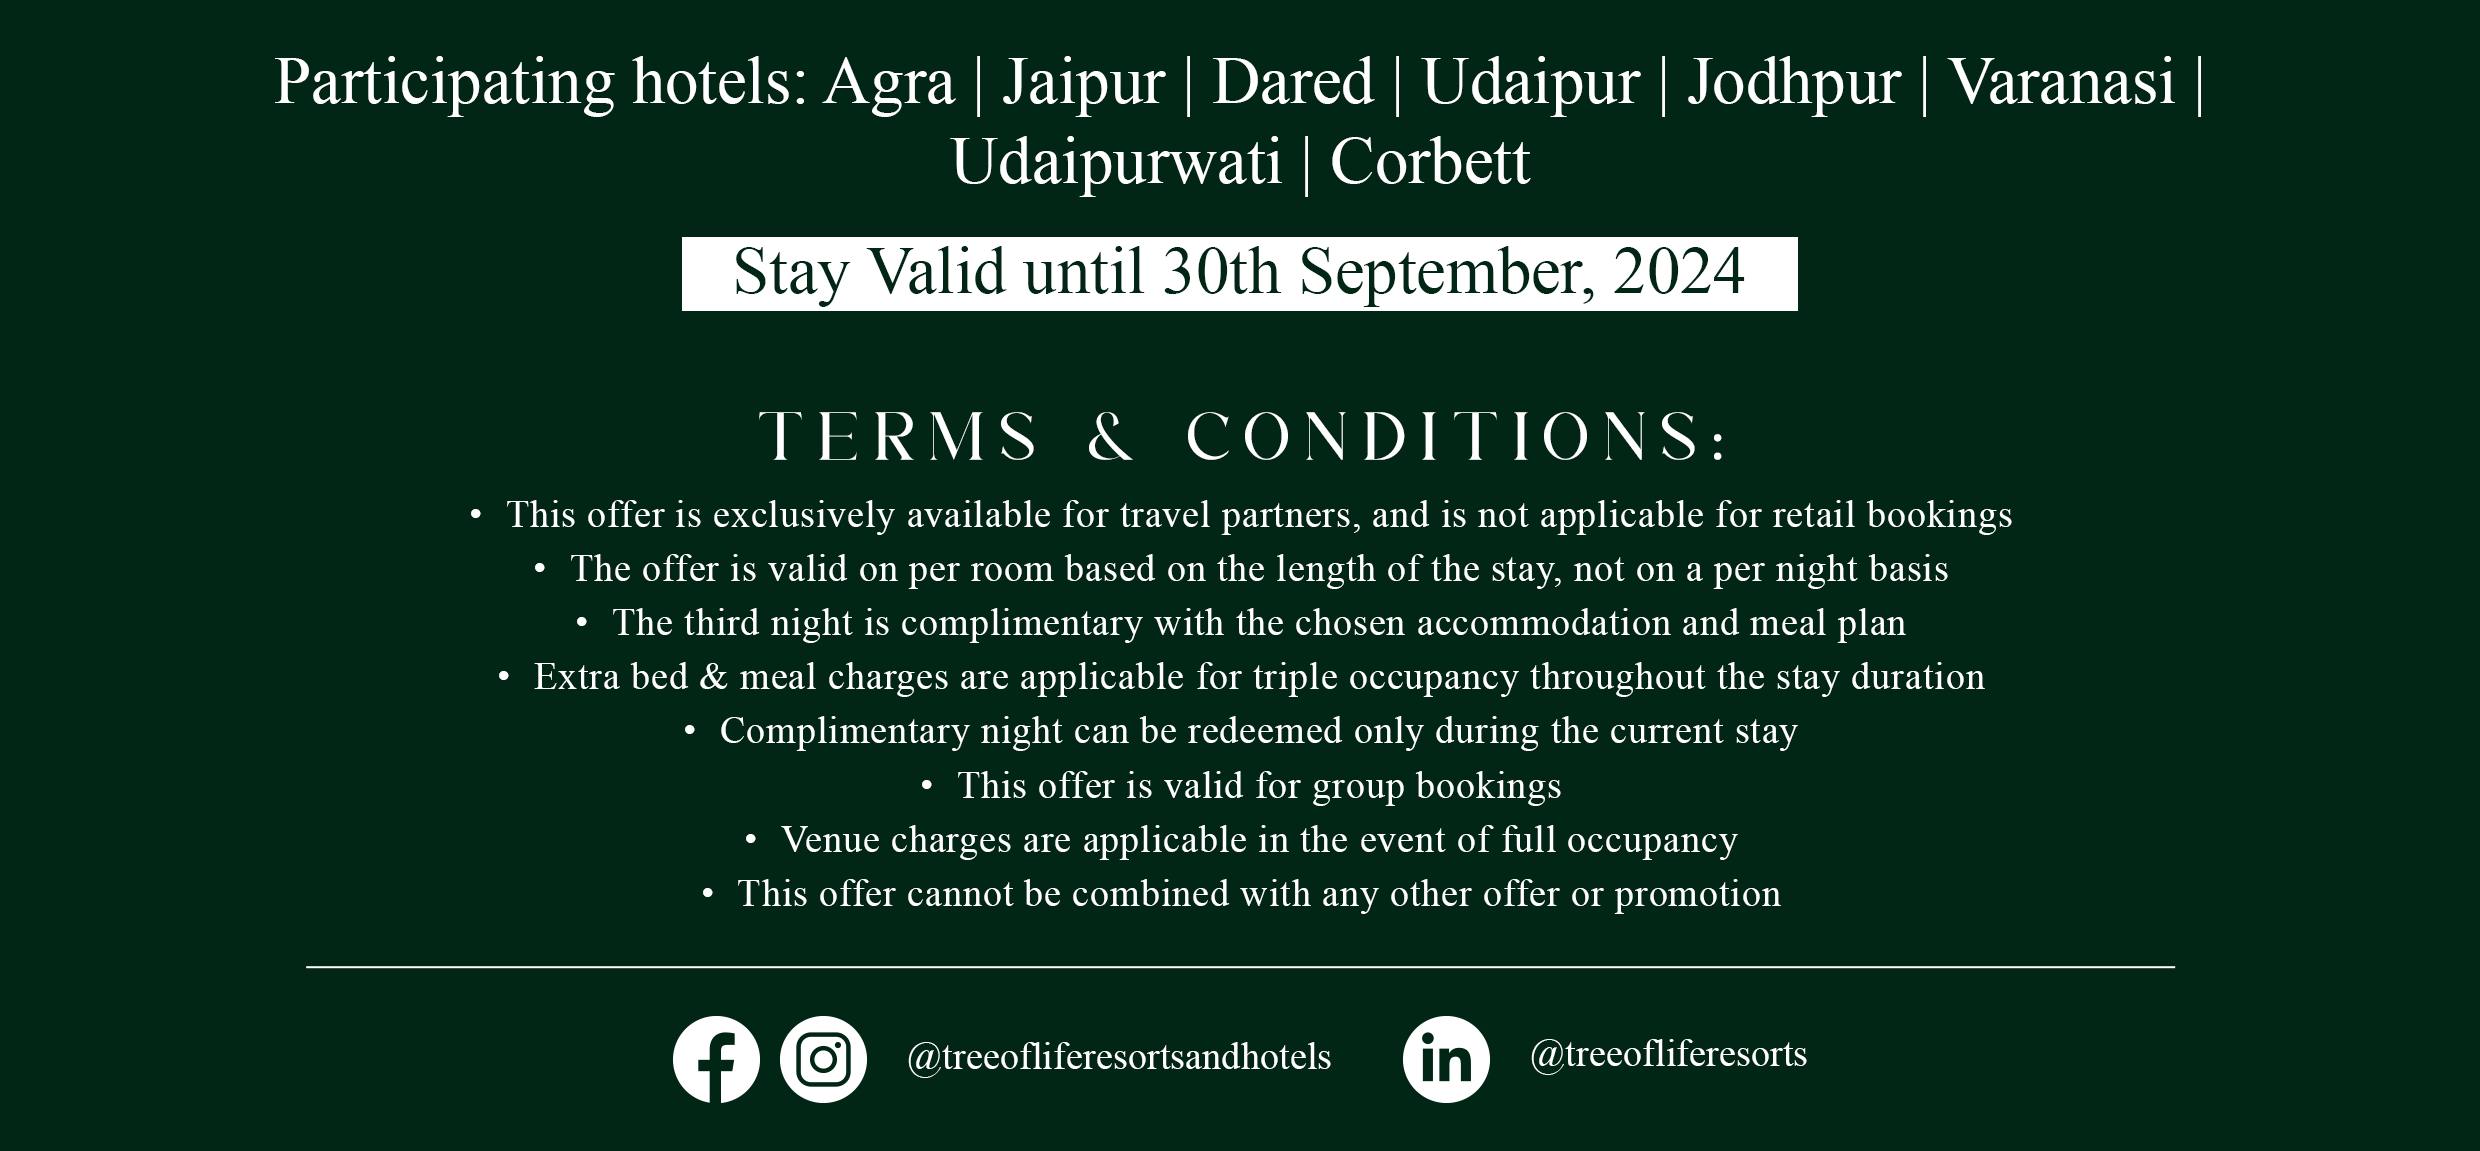 Participating hotels: Agra | Jaipur | Dared | Udaipur | Jodhpur | Varanasi |
Udaipurwati | Corbett
Stay Valid until 30th September, 2024
TERMS & CONDITIONS:
• This offer is exclusively available for travel partners, and is not applicable for retail bookings
• The offer is valid on per room based on the length of the stay, not on a per night basis
• The third night is complimentary with the chosen accommodation and meal plan
• Extra bed & meal charges are applicable for triple occupancy throughout the stay duration
• Complimentary night can be redeemed only during the current stay
• This offer is valid for group bookings
• Venue charges are applicable in the event of full occupancy
• This offer cannot be combined with any other offer or promotion
@treeofliferesortsandhotels
@treeofliferesorts